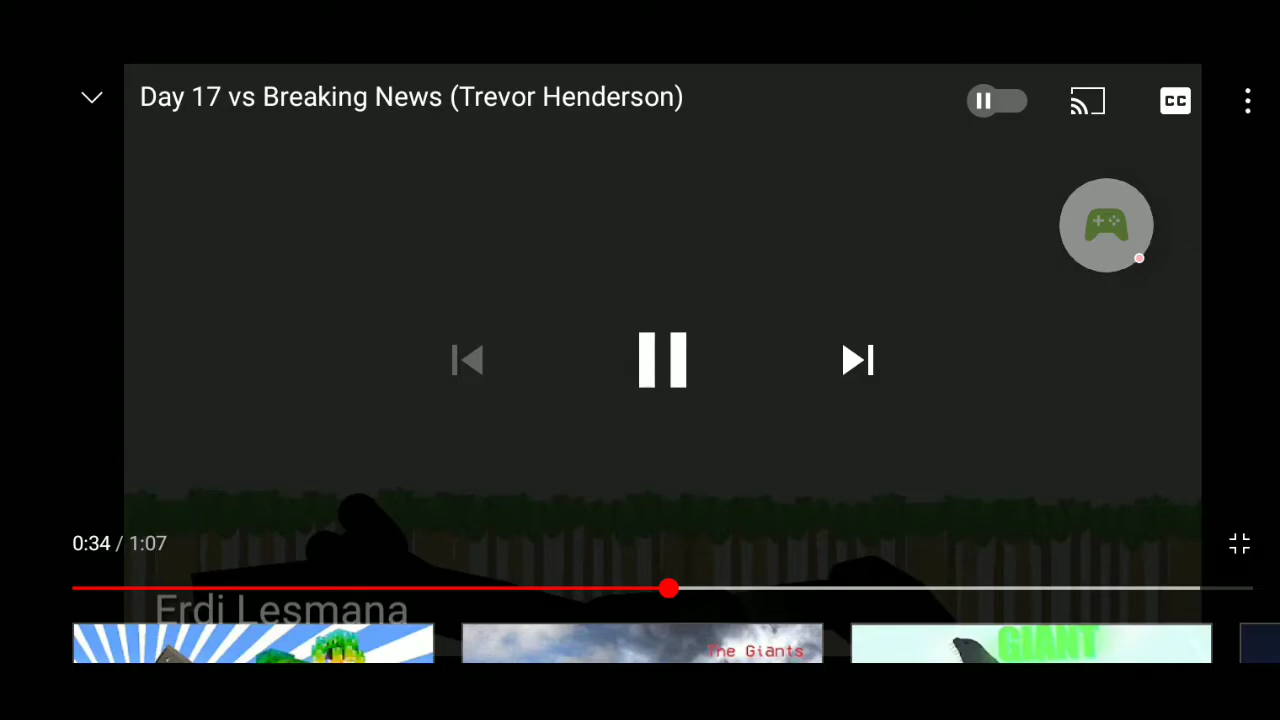 Day 17 vs Breaking News (Trevor Henderson)
CC
0:34 / 1:07
Erdi Lesmana
The Giants
GIANT